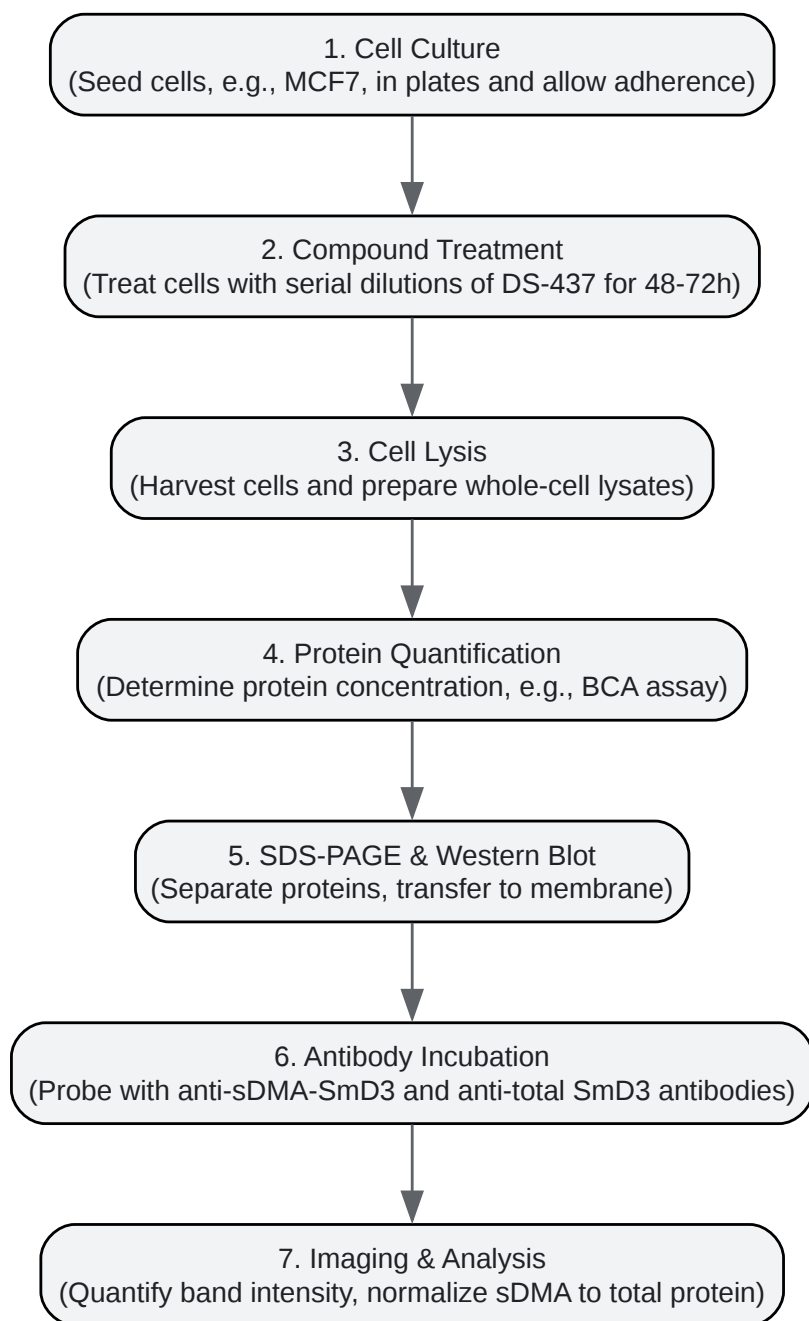 1. Cell Culture
(Seed cells, e.g., MCF7, in plates and allow adherence)
2. Compound Treatment
(Treat cells with serial dilutions of DS-437 for 48-72h)
3. Cell Lysis
(Harvest cells and prepare whole-cell lysates)
4. Protein Quantification
(Determine protein concentration, e.g., BCA assay)
5. SDS-PAGE & Western Blot
(Separate proteins, transfer to membrane)
6. Antibody Incubation
(Probe with anti-sDMA-SmD3 and anti-total SmD3 antibodies)
7. Imaging & Analysis
(Quantify band intensity, normalize sDMA to total protein)